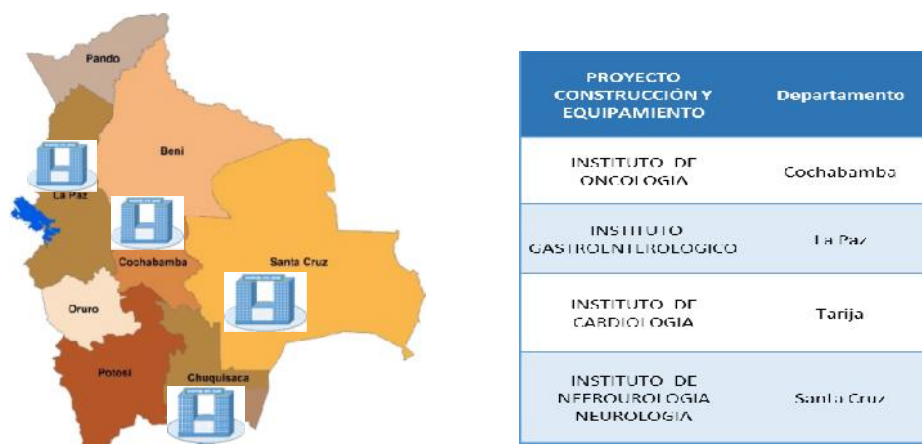 Pando
Beni
La Paz
Cochabamba
Santa Cruz
Oruro
Potosi
Chuquisaca
PROYECTO
CONSTRUCCIÓN Y
EQUIPAMIENTO
Departamento
INSTITUTO DE
ONCOLOGIA
Cochabamba
INSTITUTO
GASTROENTEROLOGICO
La Paz
INSTITUTO DE
CARDIOLOGIA
Tarija
INSTITUTO DE
NEFROUROLOGIA
NEUROLOGIA
Santa Cruz